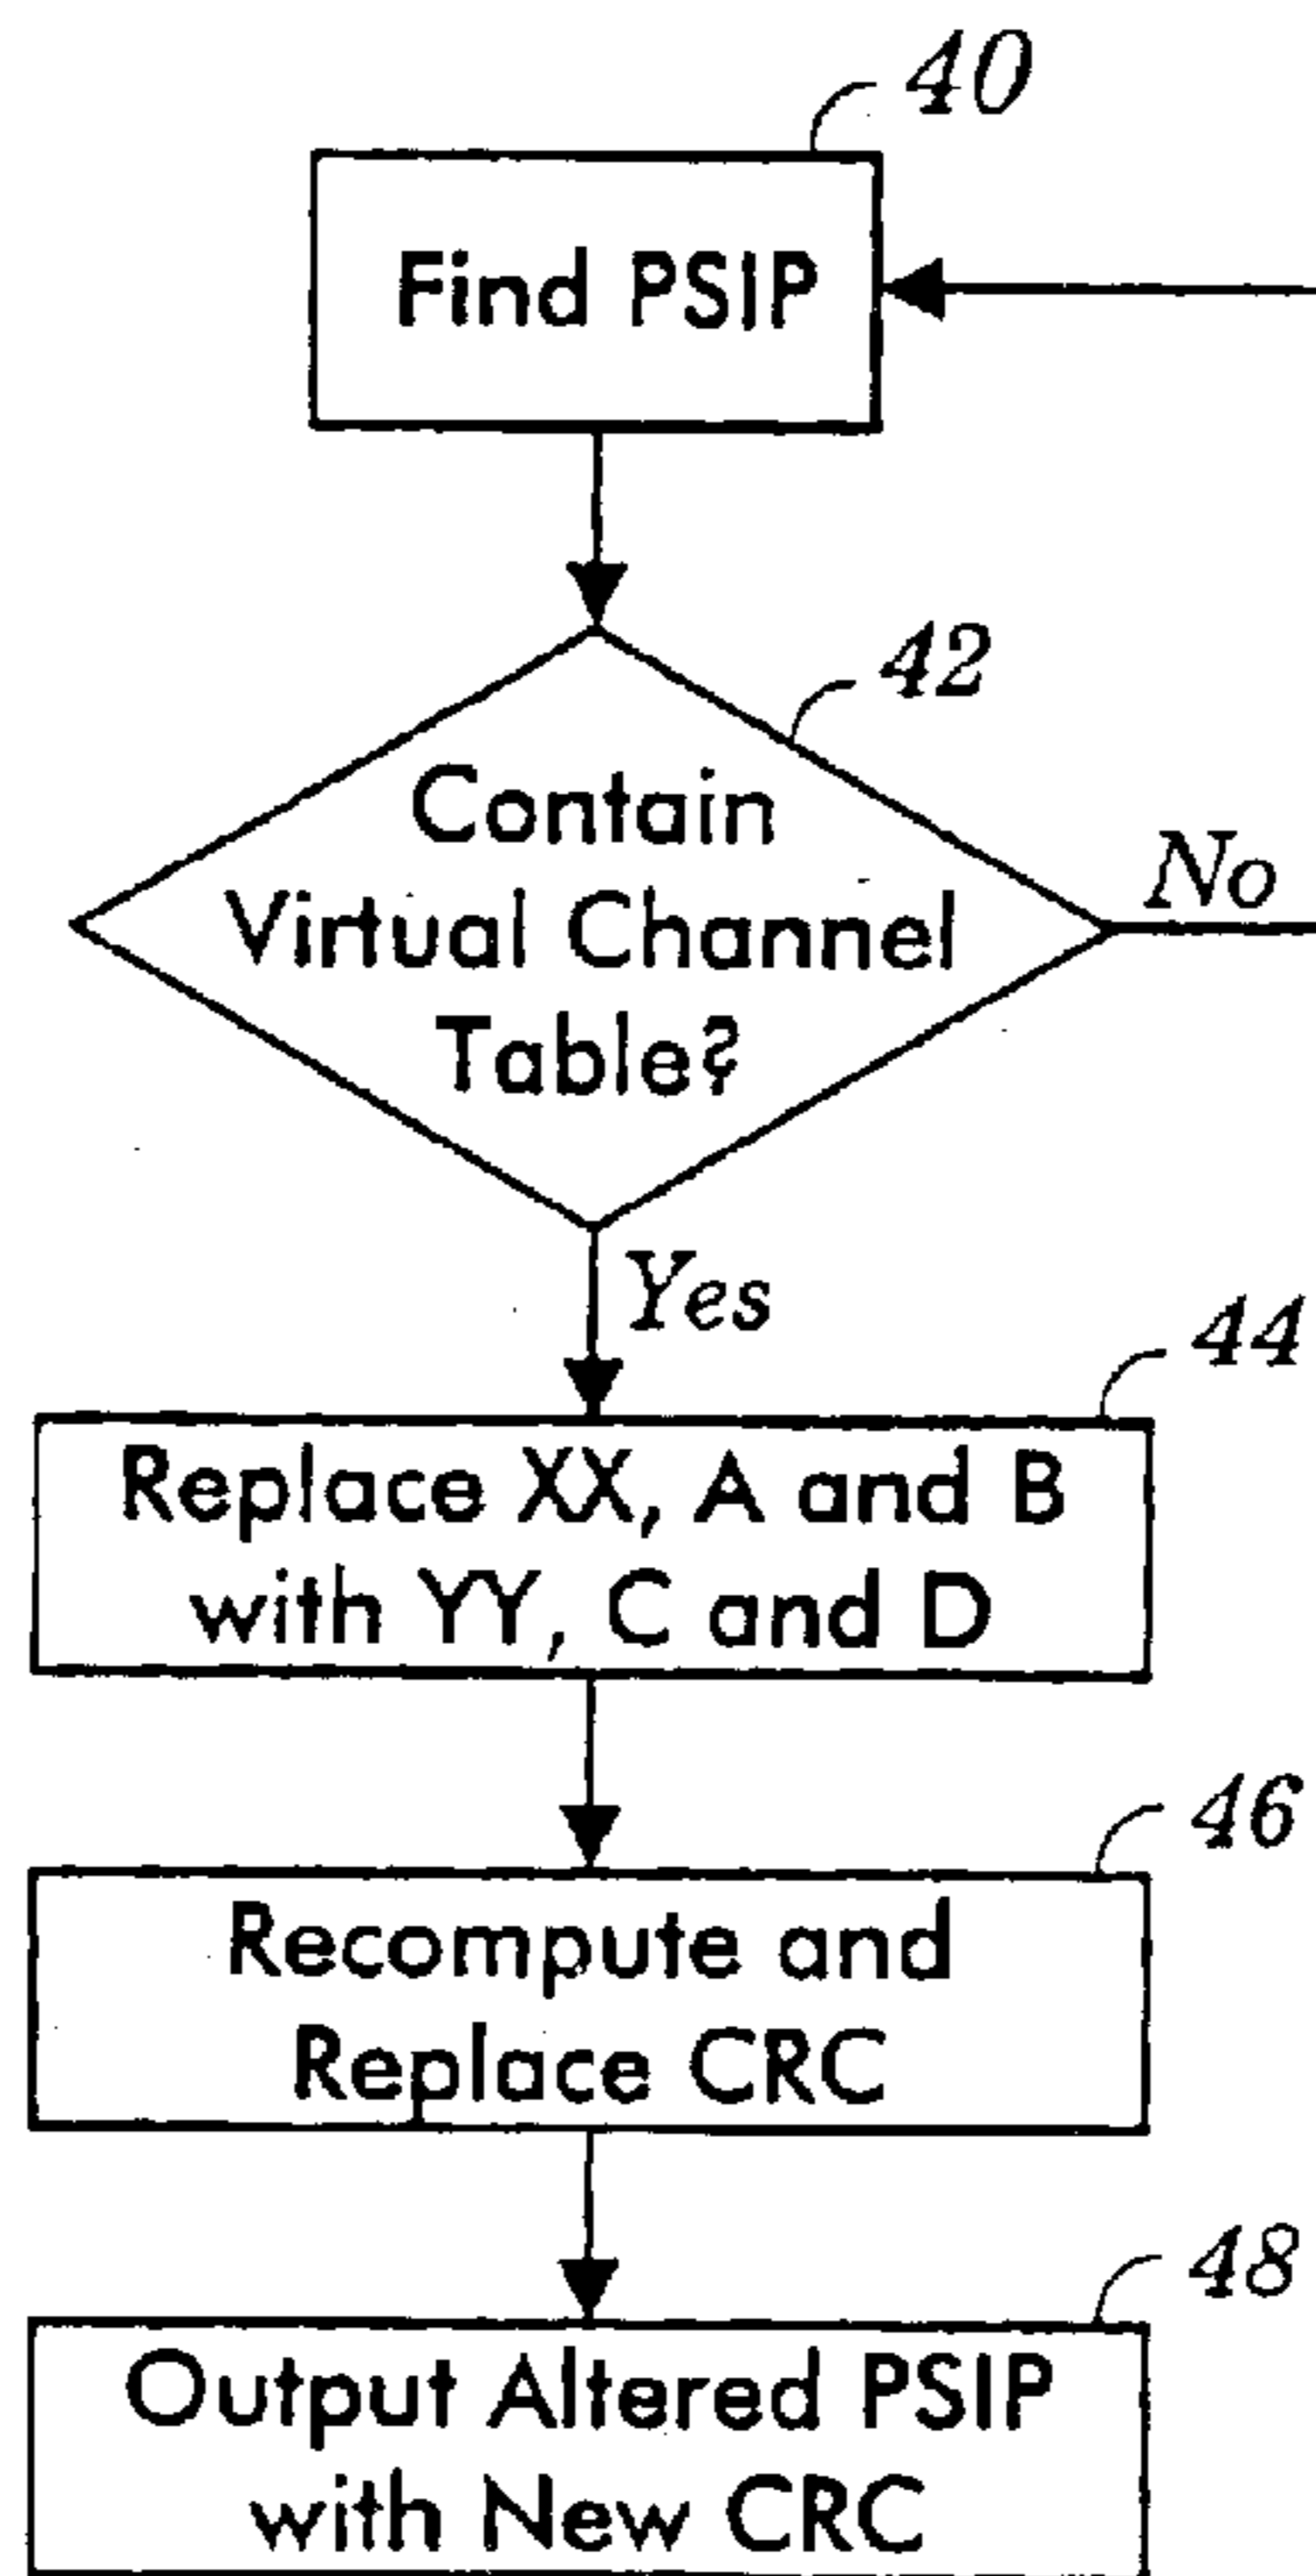 40
Find PSIP
42
Contain
Virtual Channel
Table?
No
Yes
44
Replace XX, A and B
with YY, C and D
46
Recompute and
Replace CRC
48
Output Altered PSIP
with New CRC